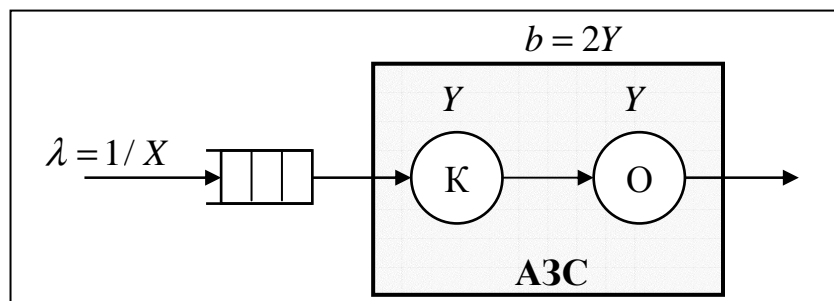 b = 2Y
Y Y
λ = 1/ X
К О
АЗС